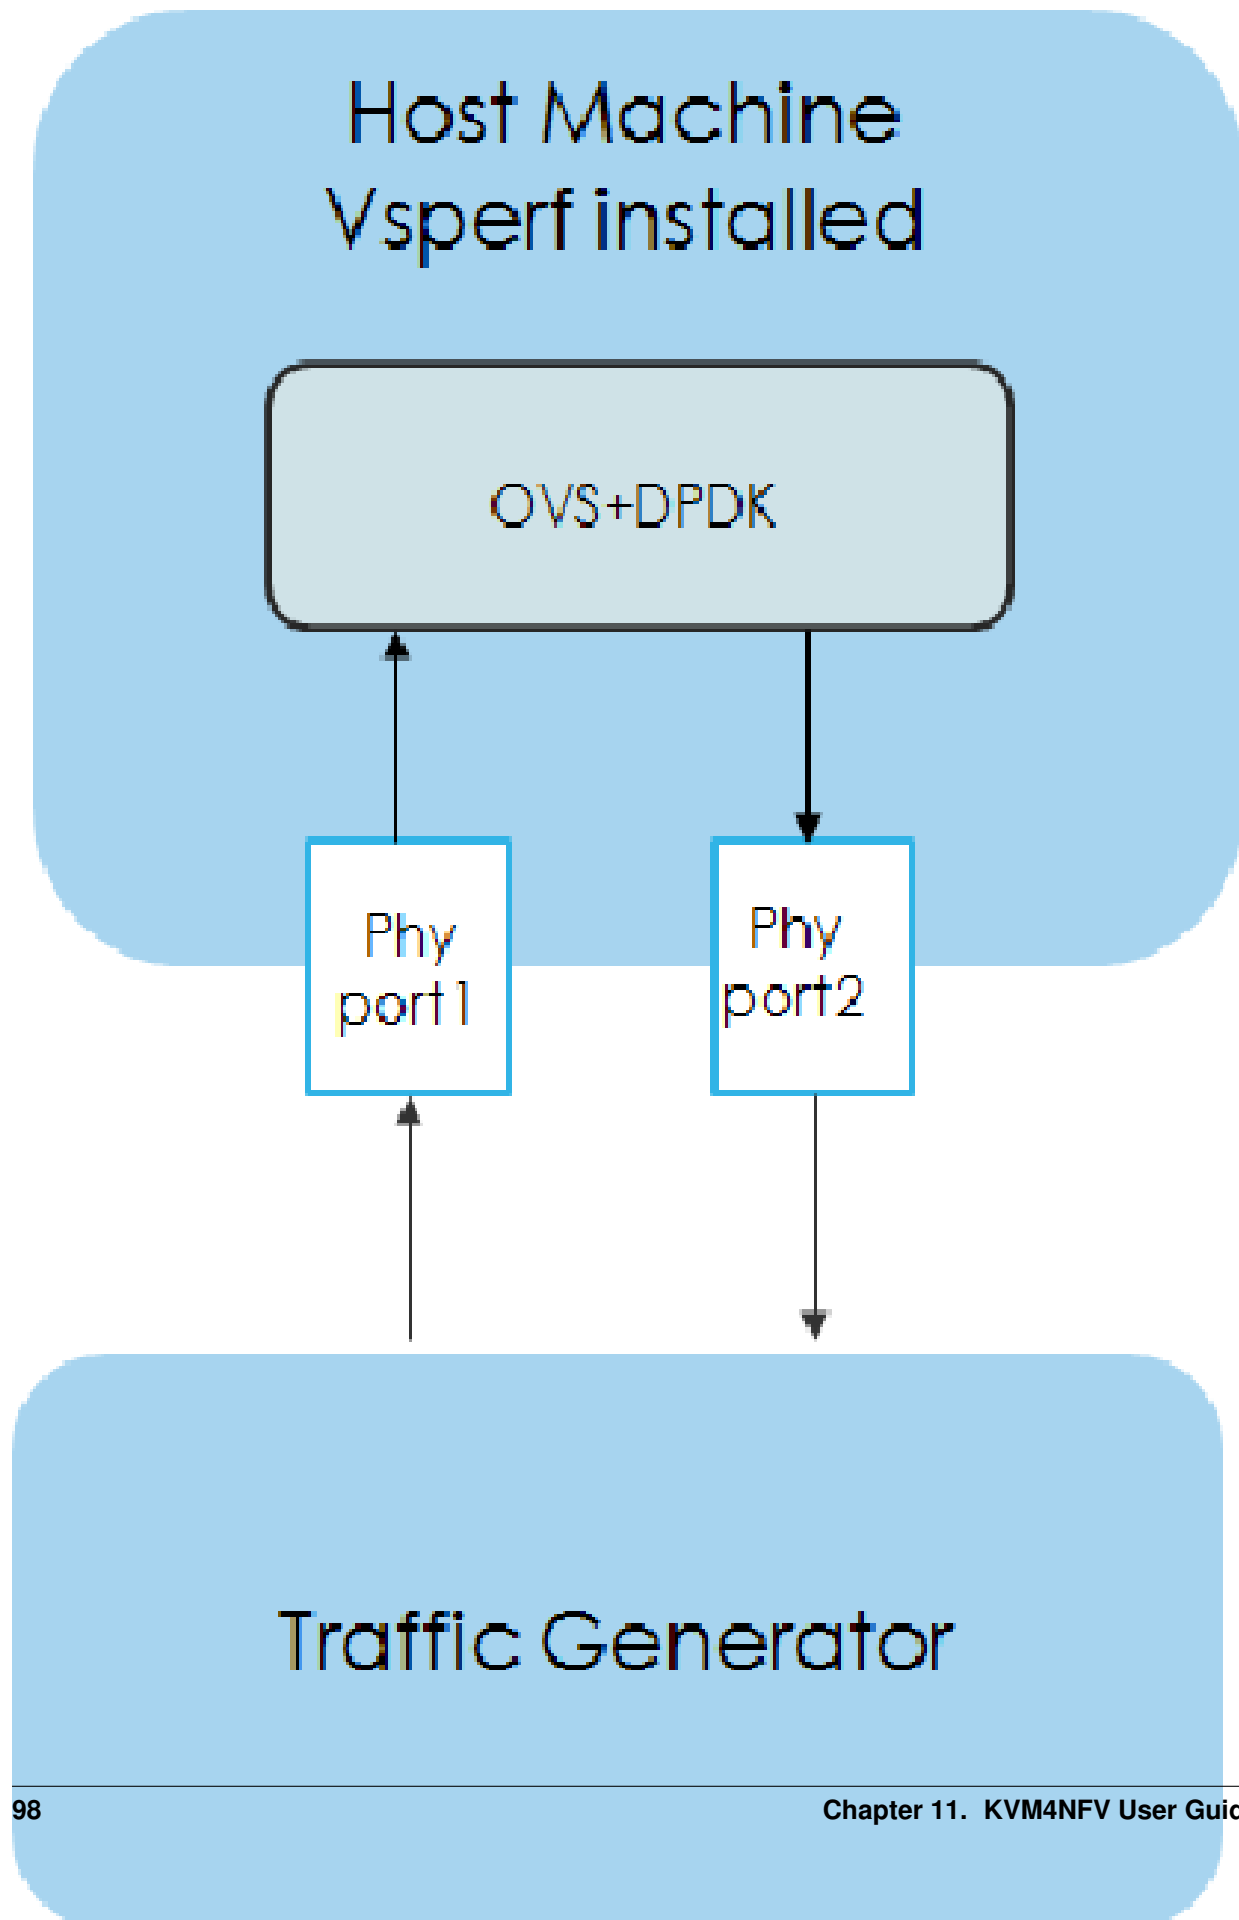 Host Machine
Vsperf installed
OVS+DPDK
Phy
port1
Phy
port2
Traffic Generator
98
Chapter 11. KVM4NFV User Guid